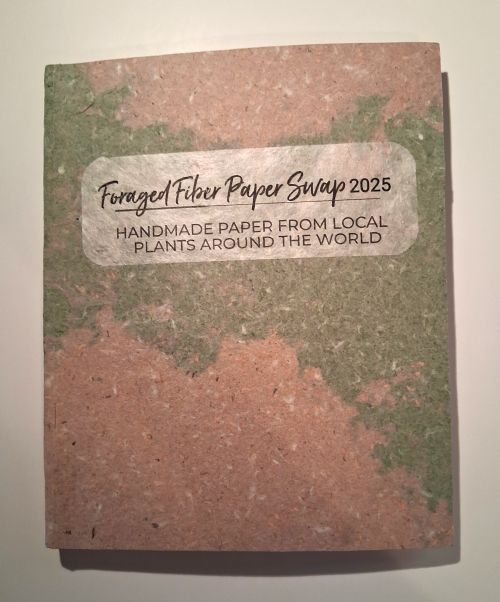 Foraged Fiber Paper Swap 2025
HANDMADE PAPER FROM LOCAL
PLANTS AROUND THE WORLD